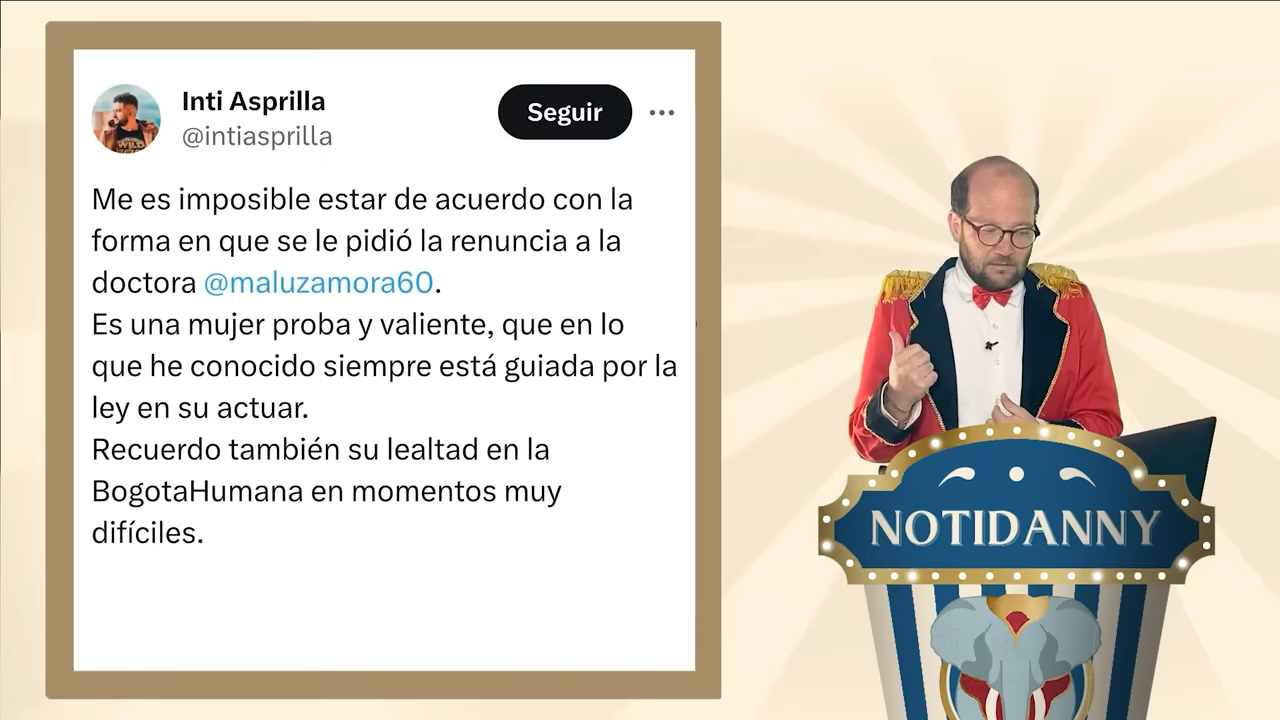 Inti Asprilla
@intiasprilla
Seguir
Me es imposible estar de acuerdo con la
forma en que se le pidió la renuncia a la
doctora @maluzamora60.
Es una mujer proba y valiente, que en lo
que he conocido siempre está guiada por la
ley en su actuar.
Recuerdo también su lealtad en la
BogotaHumana en momentos muy
difíciles.
NOTIDANNY